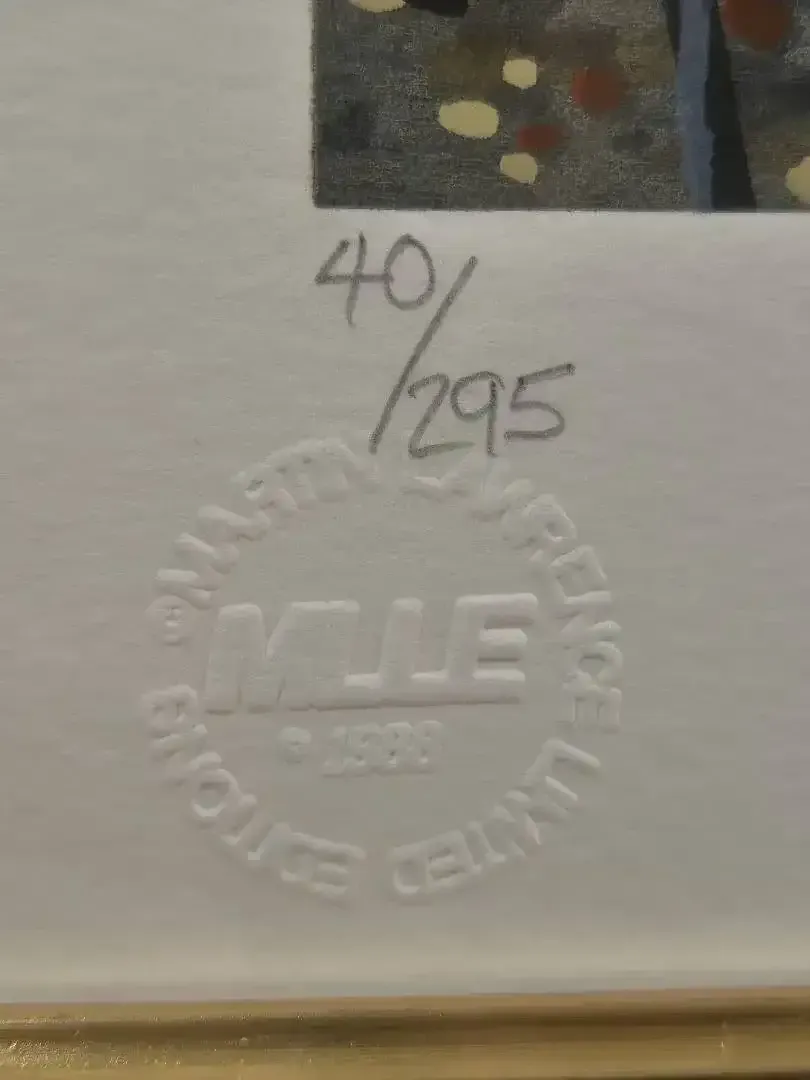 40/295
© MARTIN LAWRENCE LIMITED EDITIONS
MLLE
© 1988